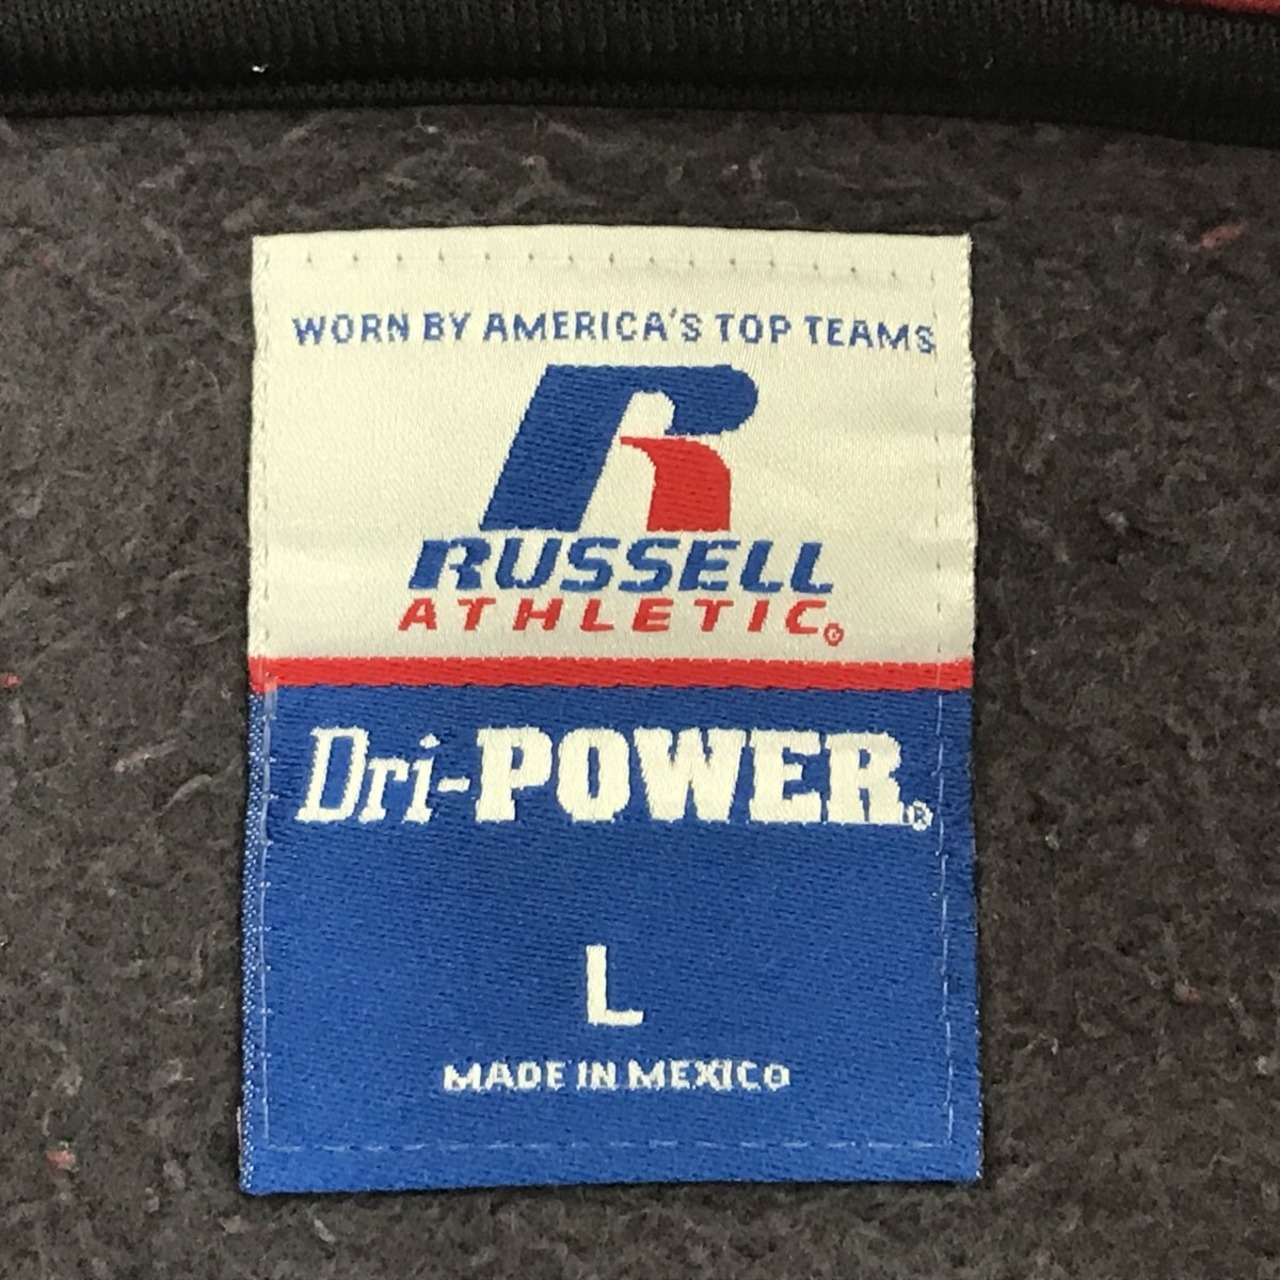 WORN BY AMERICA'S TOP TEAMS
R
RUSSELL
ATHLETIC®
Dri-POWER®
L
MADE IN MEXICO